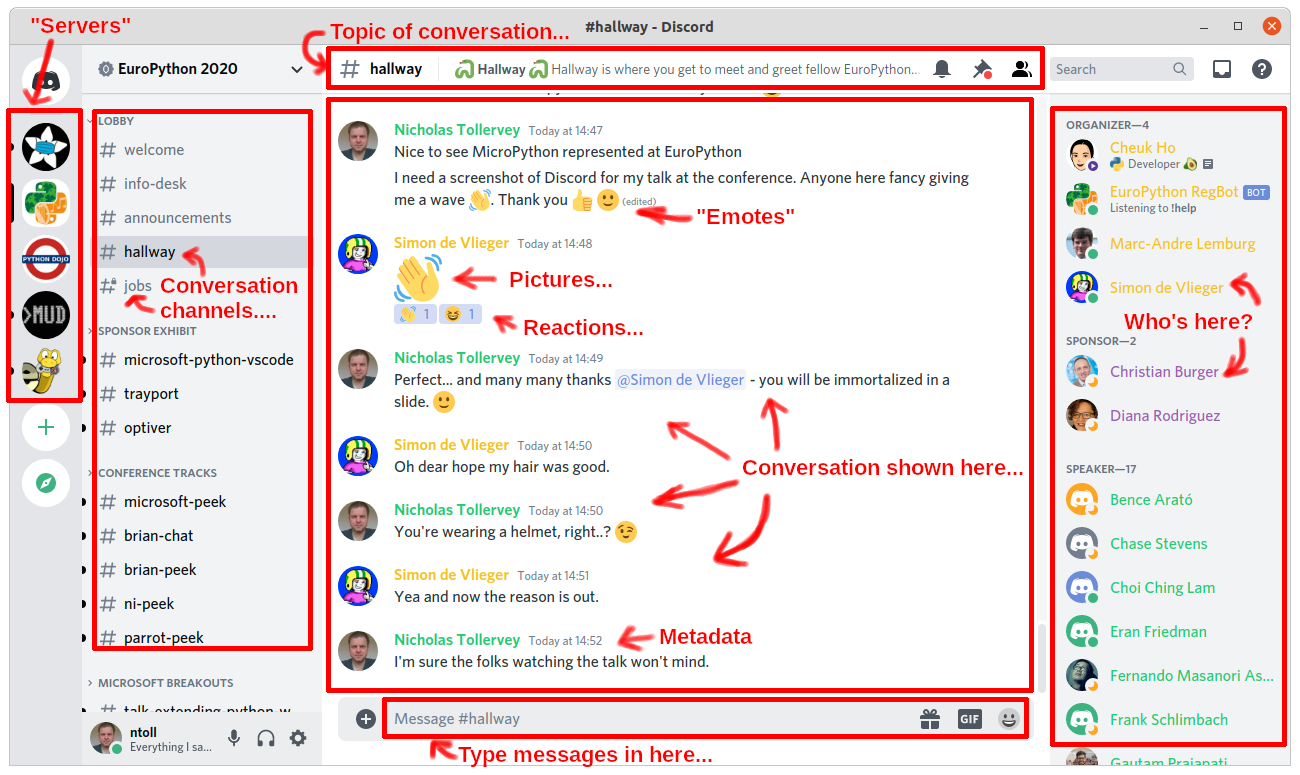 "Servers"
Topic of conversation...
#hallway - Discord
EuroPython 2020
# hallway
Hallway Hallway is where you get to meet and greet fellow EuroPython...
Search
PYTHON DOJO
>MUD
LOBBY
# welcome
# info-desk
# announcements
# hallway
# jobs
Conversation
channels....
SPONSOR EXHIBIT
# microsoft-python-vscode
# trayport
# optiver
CONFERENCE TRACKS
# microsoft-peek
# brian-chat
# brian-peek
# ni-peek
# parrot-peek
MICROSOFT BREAKOUTS
# talk-extending-python-w
ntoll
Everything I sa...
Nicholas Tollervey Today at 14:47
Nice to see MicroPython represented at EuroPython
I need a screenshot of Discord for my talk at the conference. Anyone here fancy giving
me a wave 👋. Thank you 👍 🙂 (edited)
"Emotes"
Simon de Vlieger Today at 14:48
Pictures...
👋 1 😆 1
Reactions...
Nicholas Tollervey Today at 14:49
Perfect... and many many thanks @Simon de Vlieger - you will be immortalized in a
slide. 🙂
Simon de Vlieger Today at 14:50
Oh dear hope my hair was good.
Conversation shown here...
Nicholas Tollervey Today at 14:50
You're wearing a helmet, right..? 😉
Simon de Vlieger Today at 14:51
Yea and now the reason is out.
Nicholas Tollervey Today at 14:52
Metadata
I'm sure the folks watching the talk won't mind.
Message #hallway
GIF
Type messages in here...
ORGANIZER—4
Cheuk Ho
Developer
EuroPython RegBot BOT
Listening to !help
Marc-Andre Lemburg
Simon de Vlieger
Who's here?
SPONSOR—2
Christian Burger
Diana Rodriguez
SPEAKER—17
Bence Arató
Chase Stevens
Choi Ching Lam
Eran Friedman
Fernando Masanori As...
Frank Schlimbach
Gautam Prajapati